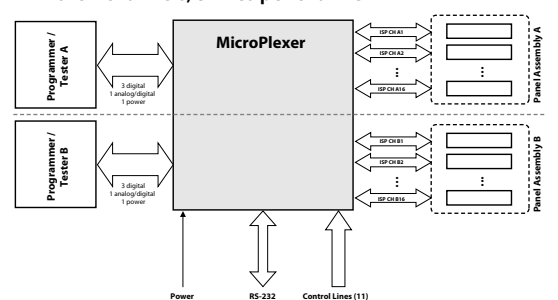 MicroPlexer
Programmer /
Tester A
3 digital
1 analog/digital
1 power
ISP CH A1
ISP CH A2
ISP CH A16
Panel Assembly A
Programmer /
Tester B
3 digital
1 analog/digital
1 power
ISP CH B1
ISP CH B2
ISP CH B16
Panel Assembly B
Power
RS-232
Control Lines (11)